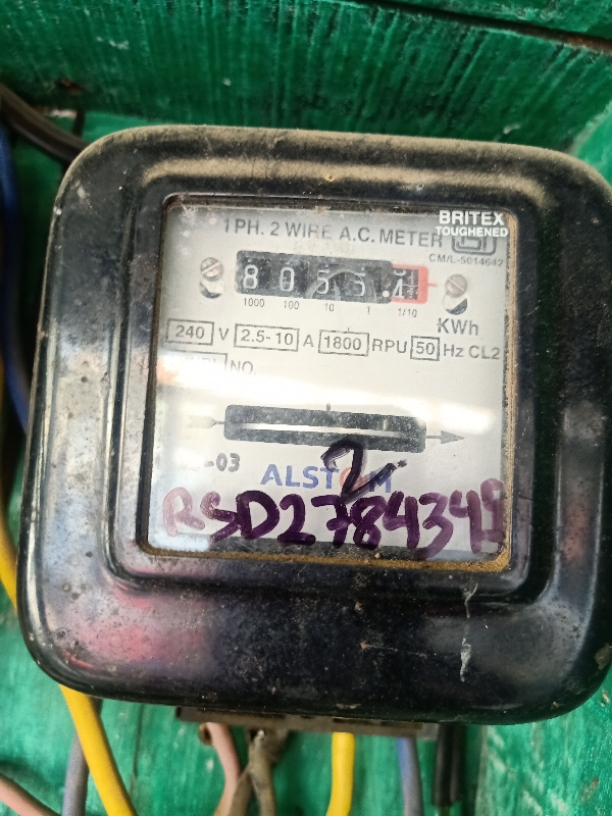 BRITEX
TOUGHENED
1 PH. 2 WIRE A.C. METER
CM/L-5014642
8 0 5 5 . 4
1000 100 10 1 1/10
KWh
240 V 2.5-10 A 1800 RPU 50 Hz CL2
NO.
-03
ALSTOM
2
RSD2784349